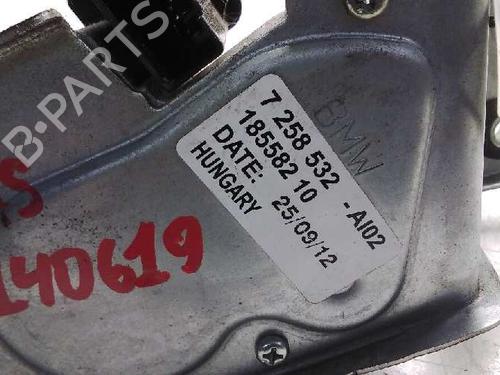 B-PARTS
BMW
7 258 532 -AI02
185582 10
DATE: 25/09/12
HUNGARY
140619